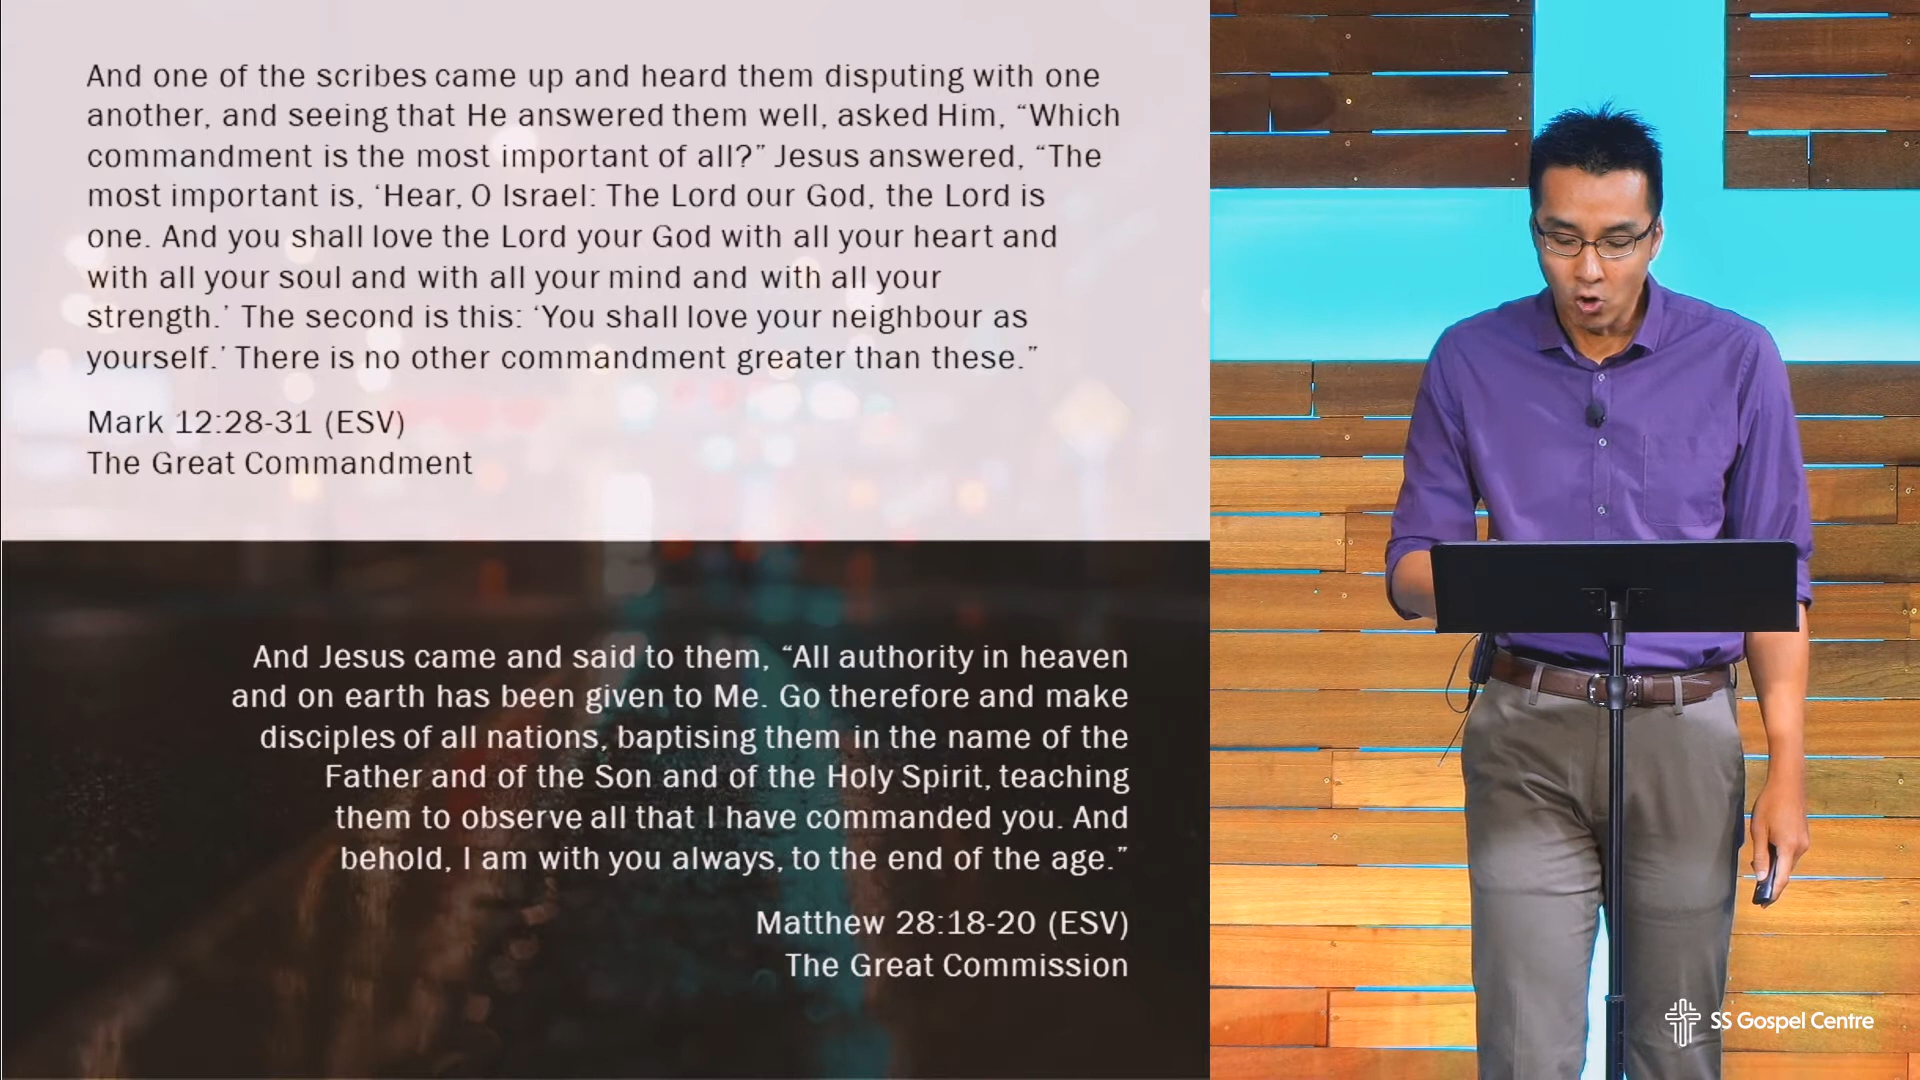 And one of the scribes came up and heard them disputing with one
another, and seeing that He answered them well, asked Him, “Which
commandment is the most important of all?” Jesus answered, “The
most important is, ‘Hear, O Israel: The Lord our God, the Lord is
one. And you shall love the Lord your God with all your heart and
with all your soul and with all your mind and with all your
strength.’ The second is this: ‘You shall love your neighbour as
yourself.’ There is no other commandment greater than these.”
Mark 12:28-31 (ESV)
The Great Commandment
And Jesus came and said to them, “All authority in heaven
and on earth has been given to Me. Go therefore and make
disciples of all nations, baptising them in the name of the
Father and of the Son and of the Holy Spirit, teaching
them to observe all that I have commanded you. And
behold, I am with you always, to the end of the age.”
Matthew 28:18-20 (ESV)
The Great Commission
SS Gospel Centre